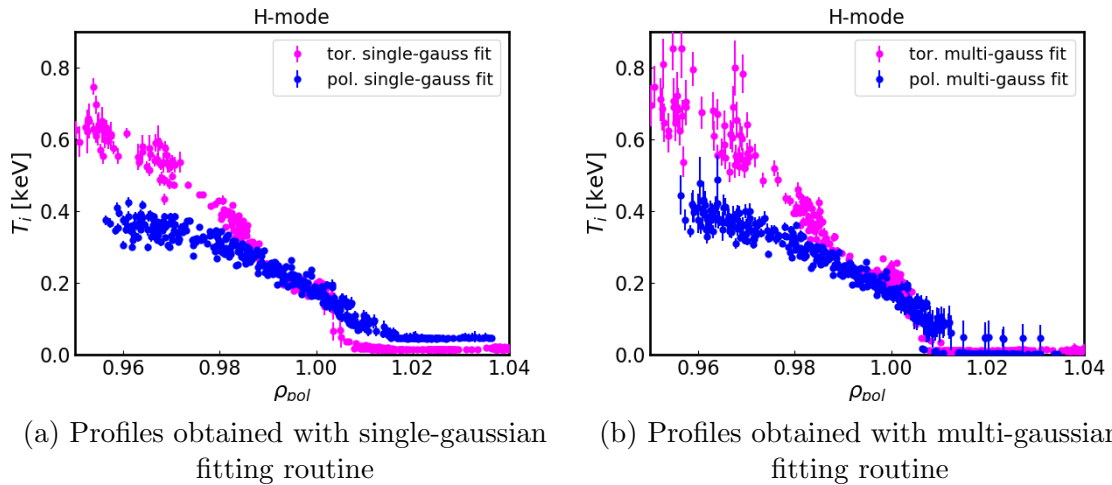 H-mode
tor. single-gauss fit
pol. single-gauss fit
0.8
0.6
0.4
0.2
0.0
T_i [keV]
0.96
0.98
1.00
1.02
1.04
ρ_bol
(a) Profiles obtained with single-gaussian
fitting routine
H-mode
tor. multi-gauss fit
pol. multi-gauss fit
0.8
0.6
0.4
0.2
0.0
T_i [keV]
0.96
0.98
1.00
1.02
1.04
ρ_bol
(b) Profiles obtained with multi-gaussian
fitting routine